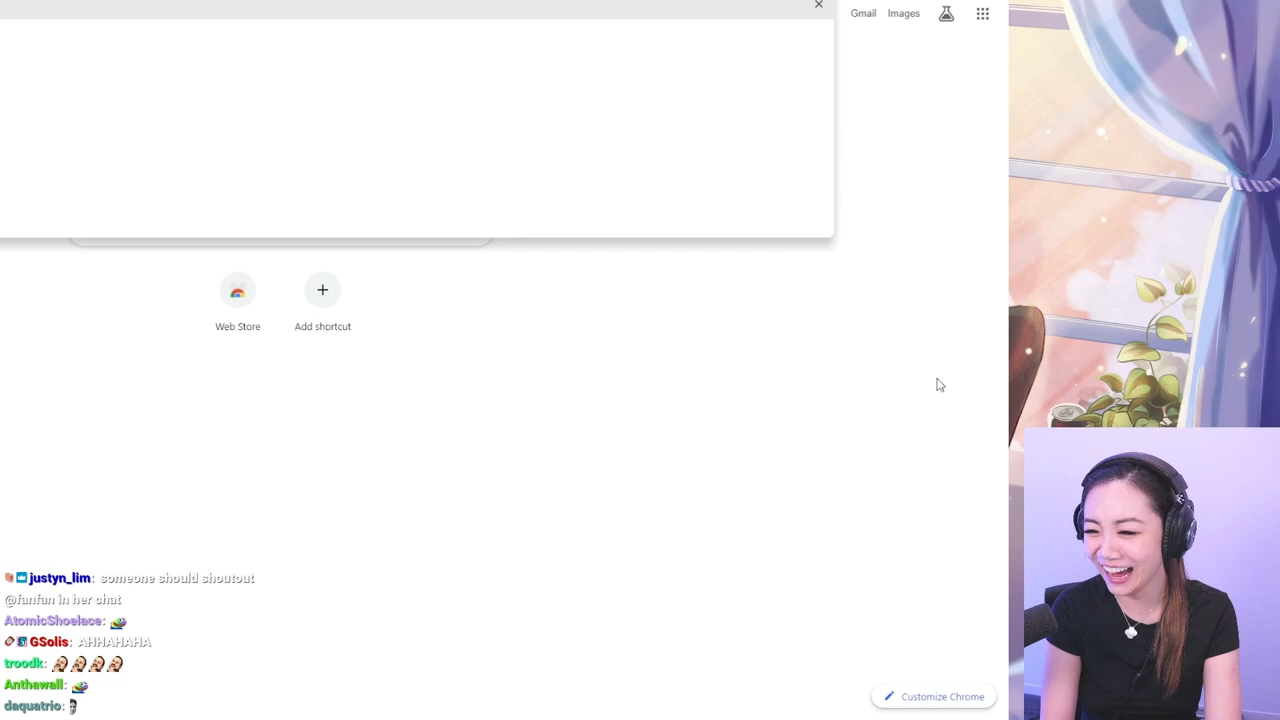 Gmail Images
Web Store Add shortcut
justyn_lim: someone should shoutout
@fanfan in her chat
AtomicShoelace:
GSolis: AHHAHAHA
troodk:
Anthawall:
daquatrio:
Customize Chrome